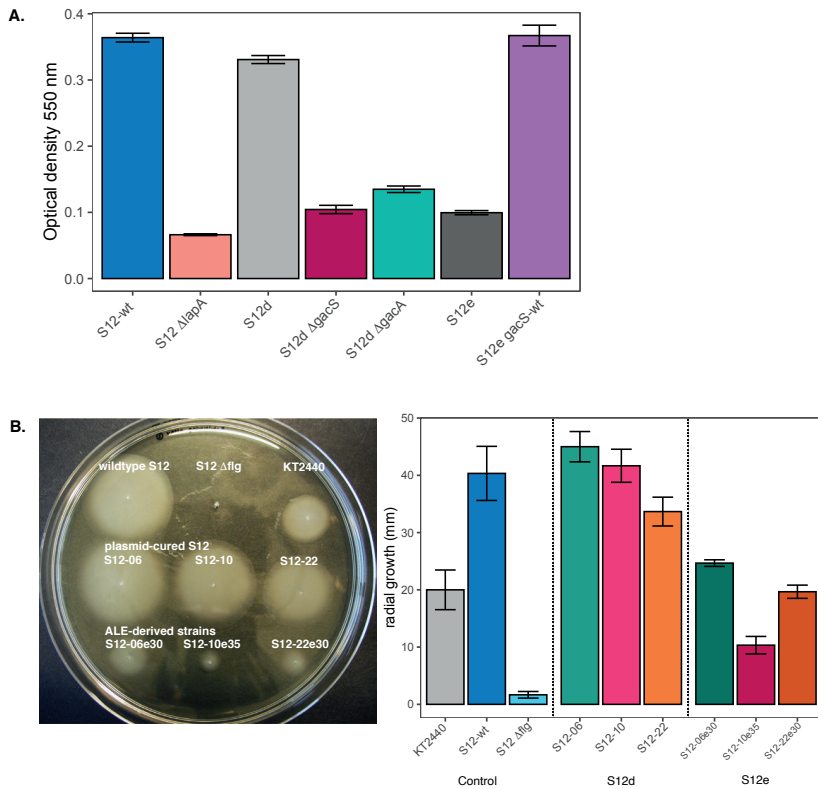 A.
Optical density 550 nm
0.4
0.3
0.2
0.1
0.0
S12-wt
S12 ΔlapA
S12d
S12d ΔgacS
S12d ΔgacA
S12e
S12e gacS-wt
B.
wildtype S12
S12 Δflg
KT2440
plasmid-cured S12
S12-06
S12-10
S12-22
ALE-derived strains
S12-06e30
S12-10e35
S12-22e30
radial growth (mm)
50
40
30
20
10
0
KT2440
S12-wt
S12 Δflg
S12-06
S12-10
S12-22
S12-06e30
S12-10e35
S12-22e30
Control
S12d
S12e